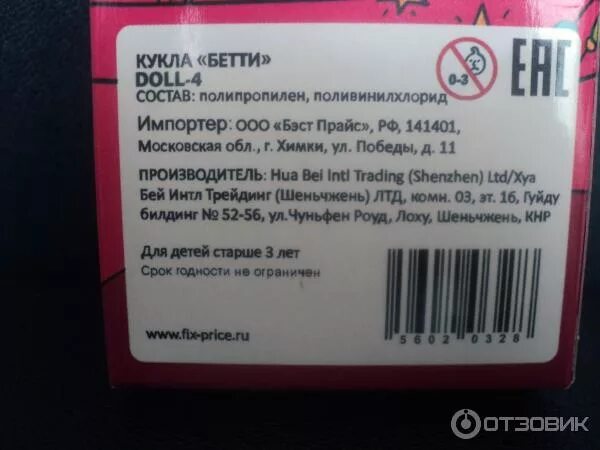 КУКЛА «БЕТТИ»
DOLL-4
СОСТАВ: полипропилен, поливинилхлорид
0-3
EAC
Импортер: ООО «Бэст Прайс», РФ, 141401,
Московская обл., г. Химки, ул. Победы, д. 11
ПРОИЗВОДИТЕЛЬ: Hua Bei Intl Trading (Shenzhen) Ltd/Хуа
Бей Интл Трейдинг (Шеньчжень) ЛТД, комн. 03, эт. 16, Гуйду
билдинг № 52-56, ул.Чуньфен Роуд, Лоху, Шеньчжень, КНР
Для детей старше 3 лет
Срок годности не ограничен
www.fix-price.ru
5602 0328
ОТЗОВИК